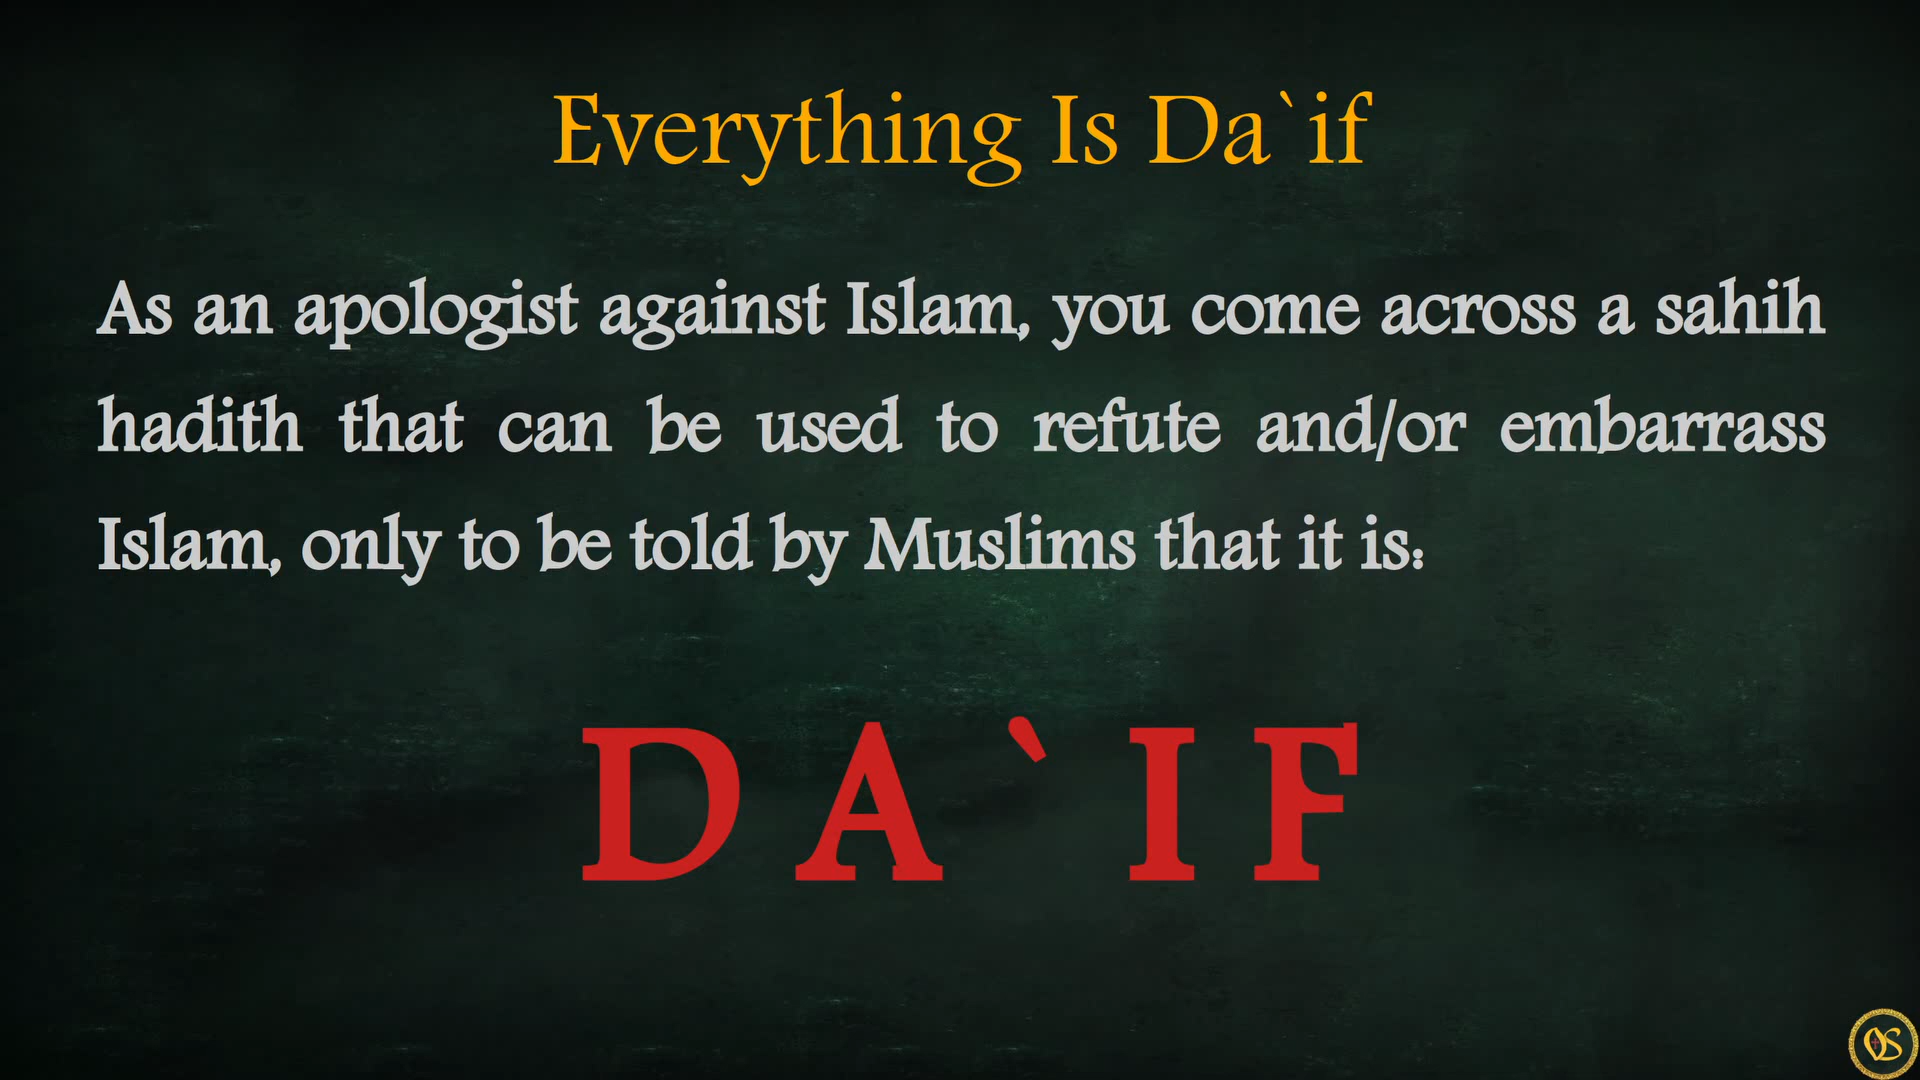 Everything Is Da`if
As an apologist against Islam, you come across a sahih
hadith that can be used to refute and/or embarrass
Islam, only to be told by Muslims that it is:
DA`IF